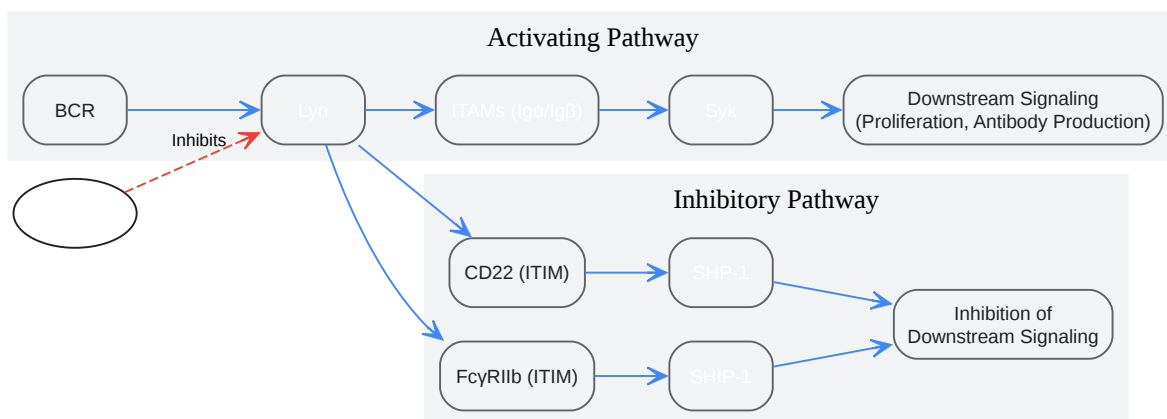 Activating Pathway
BCR
Lyn
ITAMs (Igα/Igβ)
Syk
Downstream Signaling
(Proliferation, Antibody Production)
Inhibits
Inhibitory Pathway
CD22 (ITIM)
SHP-1
Inhibition of
Downstream Signaling
FcγRIIb (ITIM)
SHIP-1